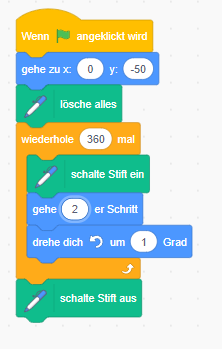 Wenn angeklickt wird
gehe zu x: 0 y: -50
lösche alles
wiederhole 360 mal
schalte Stift ein
gehe 2 er Schritt
drehe dich um 1 Grad
schalte Stift aus